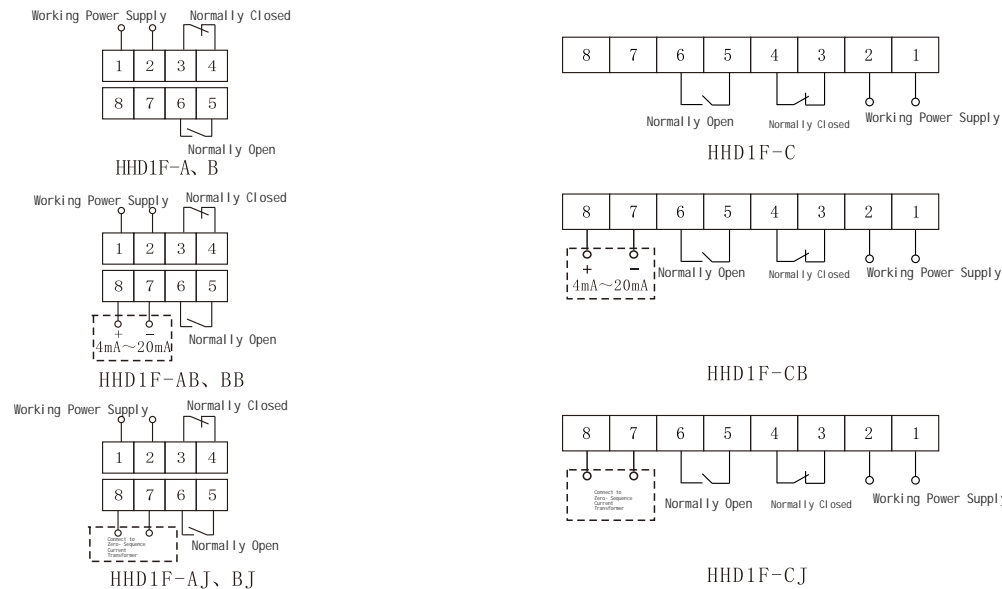 Working Power Supply Normally Closed
1 2 3 4
8 7 6 5
Normally Open
HHD1F-A、B
Working Power Supply Normally Closed
1 2 3 4
8 7 6 5
+ −
4mA～20mA
Normally Open
HHD1F-AB、BB
Working Power Supply Normally Closed
1 2 3 4
8 7 6 5
Connect to
Zero- Sequence
Current
Transformer
Normally Open
HHD1F-AJ、BJ
8 7 6 5 4 3 2 1
Normally Open Normally Closed Working Power Supply
HHD1F-C
8 7 6 5 4 3 2 1
+ −
4mA～20mA
Normally Open Normally Closed Working Power Supply
HHD1F-CB
8 7 6 5 4 3 2 1
Connect to
Zero- Sequence
Current
Transformer
Normally Open Normally Closed Working Power Supply
HHD1F-CJ